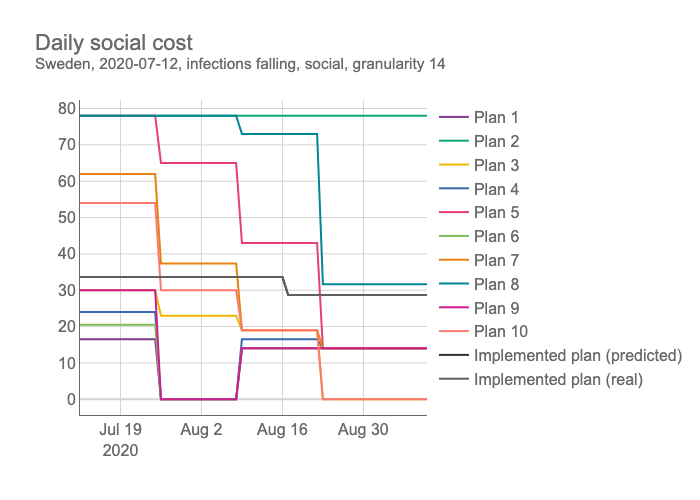 Daily social cost
Sweden, 2020-07-12, infections falling, social, granularity 14
80
70
60
50
40
30
20
10
0
Jul 19
2020
Aug 2
Aug 16
Aug 30
Plan 1
Plan 2
Plan 3
Plan 4
Plan 5
Plan 6
Plan 7
Plan 8
Plan 9
Plan 10
Implemented plan (predicted)
Implemented plan (real)